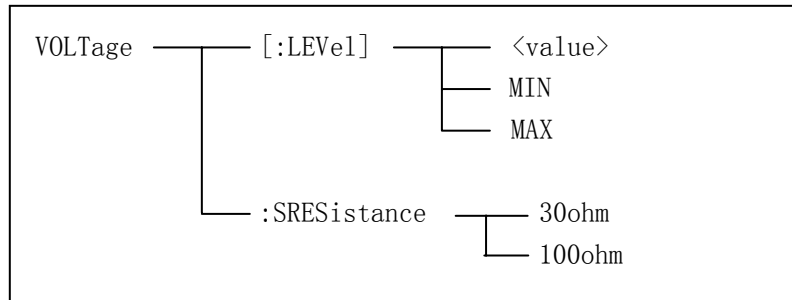 VOLTage [:LEVel] <value>
MIN
MAX
:SRESistance 30ohm
100ohm